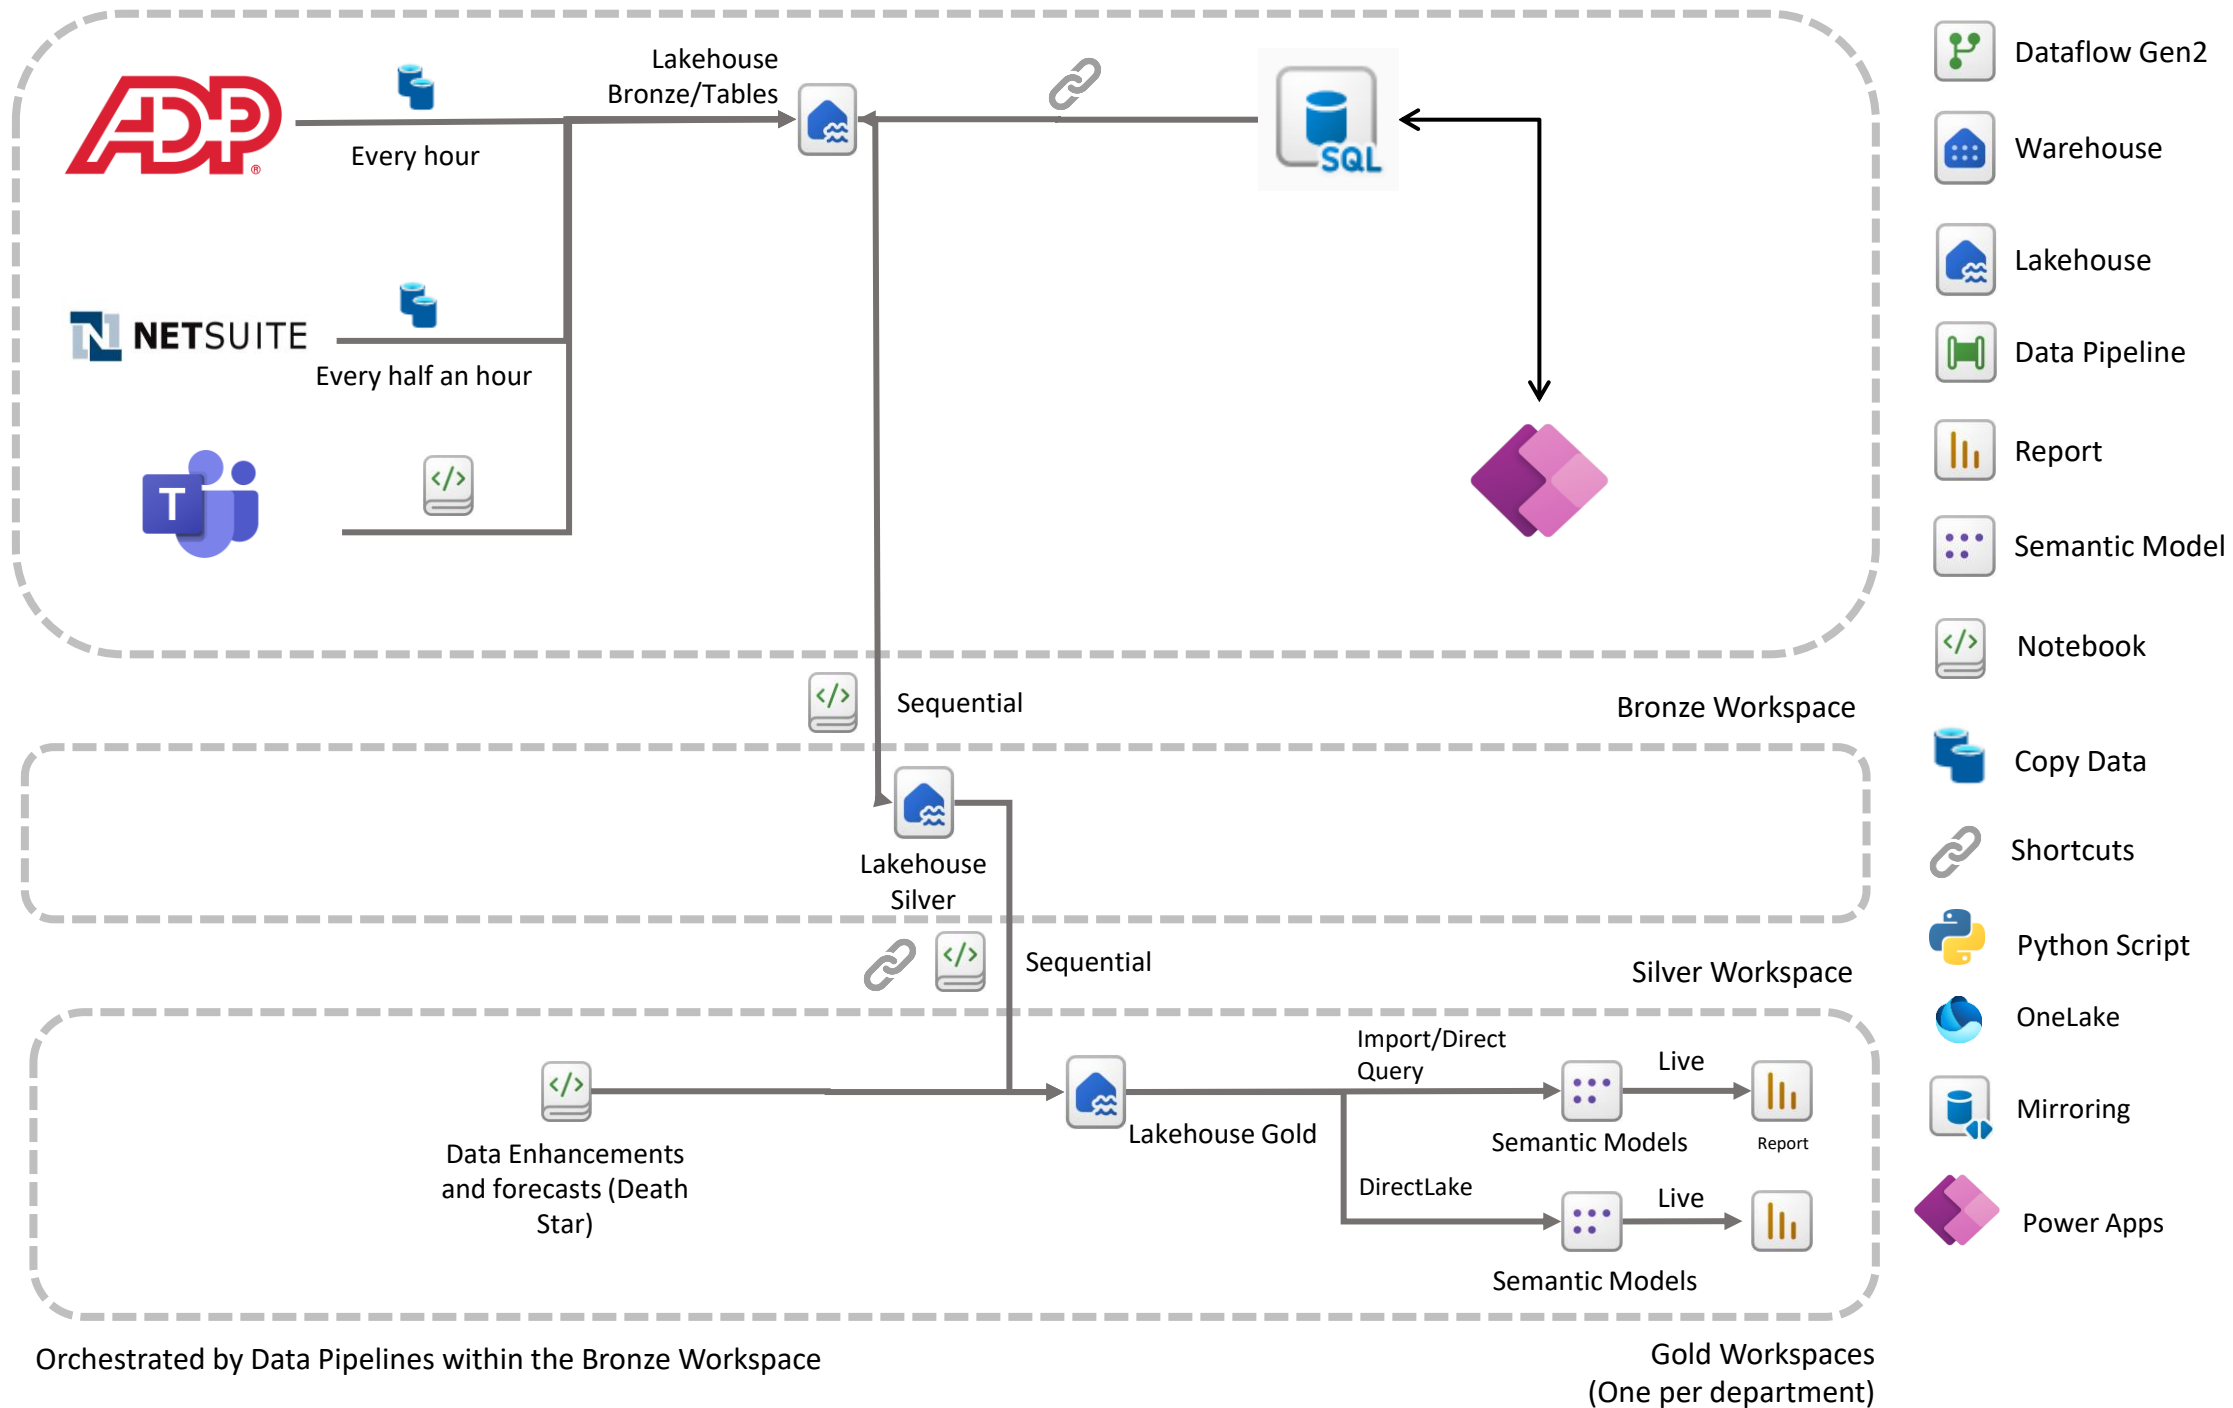 ADP
®
Every hour
Lakehouse
Bronze/Tables
SQL
NETSUITE
Every half an hour
T
Sequential
Bronze Workspace
Lakehouse
Silver
Sequential
Silver Workspace
Data Enhancements
and forecasts (Death
Star)
Lakehouse Gold
Import/Direct
Query
Live
Semantic Models
Report
DirectLake
Live
Semantic Models
Orchestrated by Data Pipelines within the Bronze Workspace
Gold Workspaces
(One per department)
Dataflow Gen2
Warehouse
Lakehouse
Data Pipeline
Report
Semantic Model
Notebook
Copy Data
Shortcuts
Python Script
OneLake
Mirroring
Power Apps